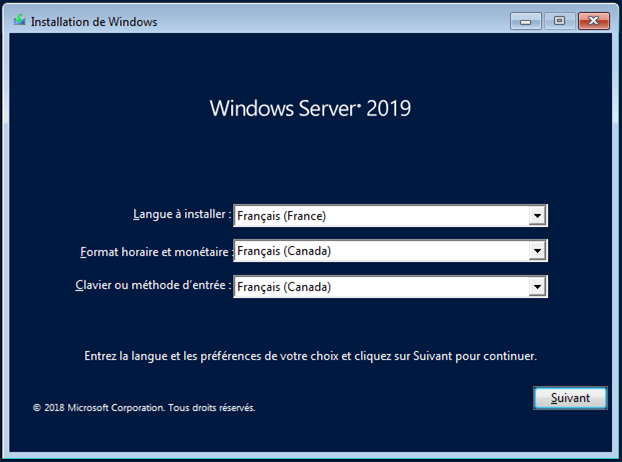 Installation de Windows
Windows Server® 2019
Langue à installer : Français (France)
Format horaire et monétaire : Français (Canada)
Clavier ou méthode d'entrée : Français (Canada)
Entrez la langue et les préférences de votre choix et cliquez sur Suivant pour continuer.
Suivant
© 2018 Microsoft Corporation. Tous droits réservés.